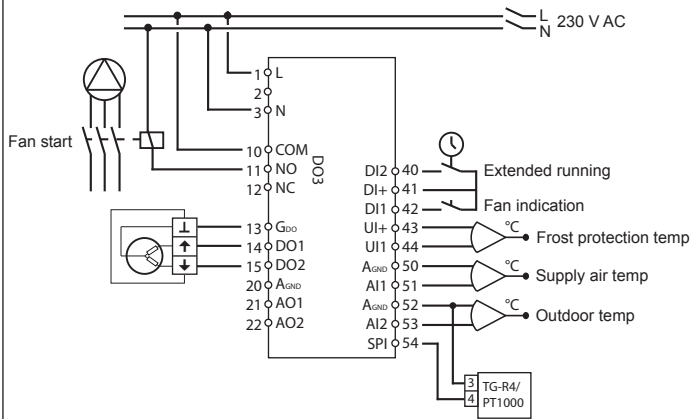 L
N
230 V AC
1 L
2
3 N
Fan start
10 COM
11 NO
12 NC
DO3
13 GDO
14 DO1
15 DO2
20 AGND
21 AO1
22 AO2
DI2 40 Extended running
DI+ 41
DI1 42 Fan indication
UI+ 43
UI1 44
°C Frost protection temp
AGND 50
AI1 51
°C Supply air temp
AGND 52
AI2 53
°C Outdoor temp
SPI 54
3
4
TG-R4/
PT1000